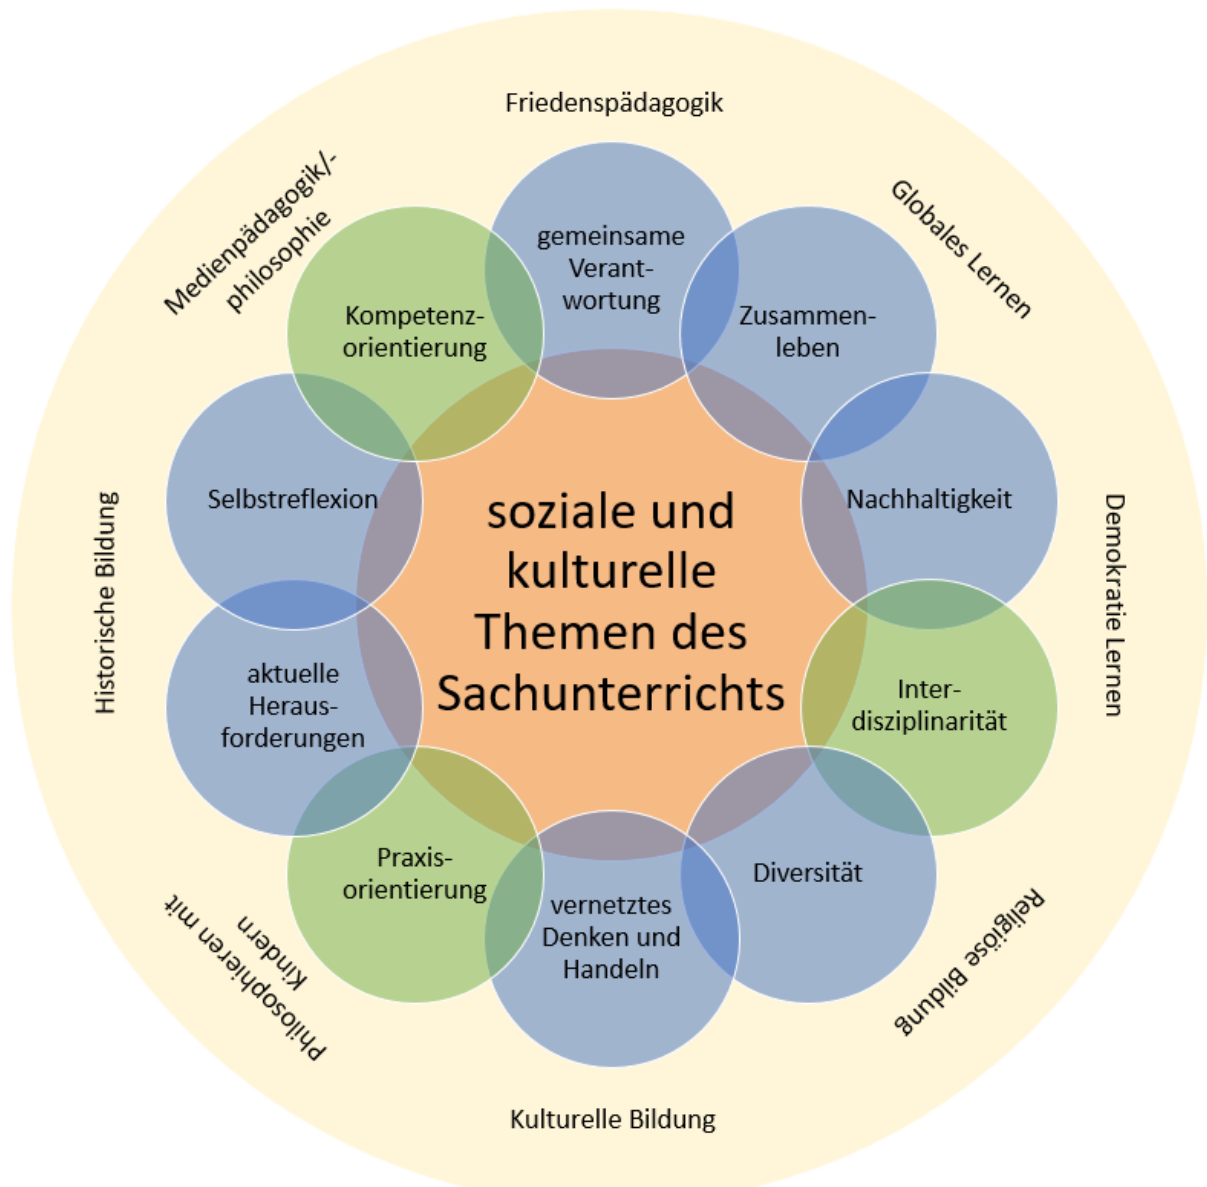 Friedenspädagogik
Medienpädagogik/-
philosophie
Globales Lernen
gemeinsame
Verant-
wortung
Kompetenz-
orientierung
Zusammen-
leben
Selbstreflexion
Nachhaltigkeit
Historische Bildung
soziale und
kulturelle
Themen des
Sachunterrichts
Demokratie Lernen
aktuelle
Heraus-
forderungen
Inter-
disziplinarität
Praxis-
orientierung
Diversität
vernetztes
Denken und
Handeln
Philosophieren mit
Kindern
Religiöse Bildung
Kulturelle Bildung